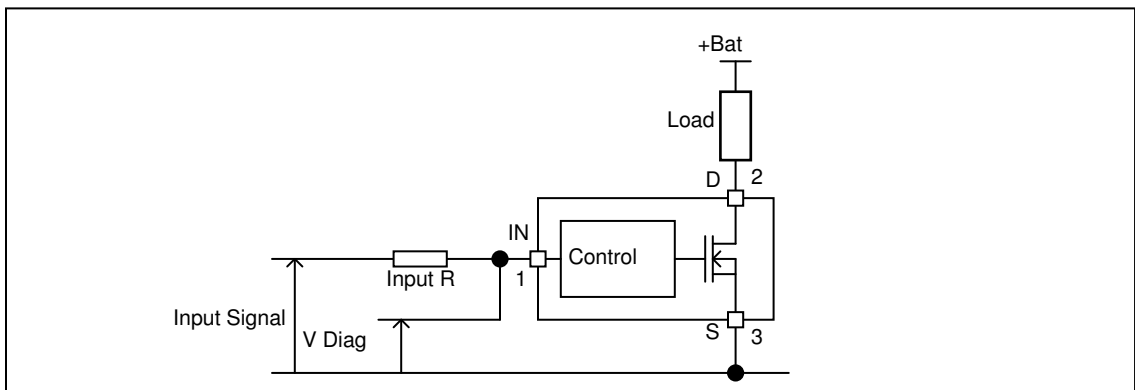 +Bat
Load
D 2
IN
Control
1
Input R
Input Signal
V Diag
S 3